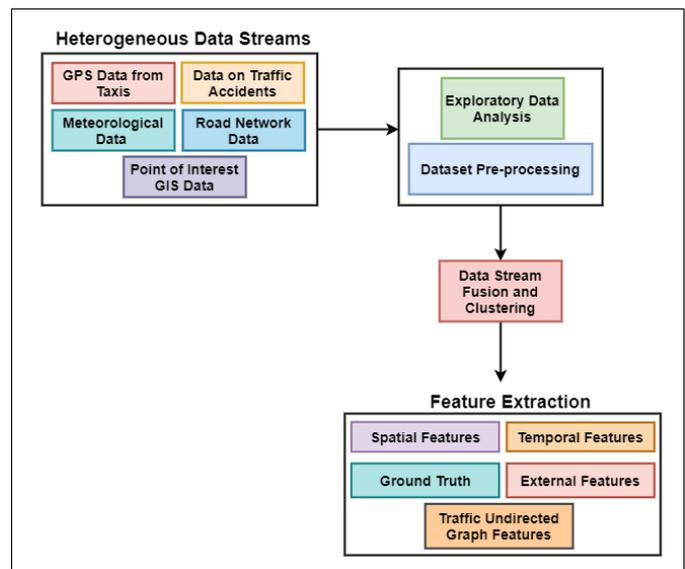 Heterogeneous Data Streams
GPS Data from
Taxis
Data on Traffic
Accidents
Meteorological
Data
Road Network
Data
Point of Interest
GIS Data
Exploratory Data
Analysis
Dataset Pre-processing
Data Stream
Fusion and
Clustering
Feature Extraction
Spatial Features
Temporal Features
Ground Truth
External Features
Traffic Undirected
Graph Features